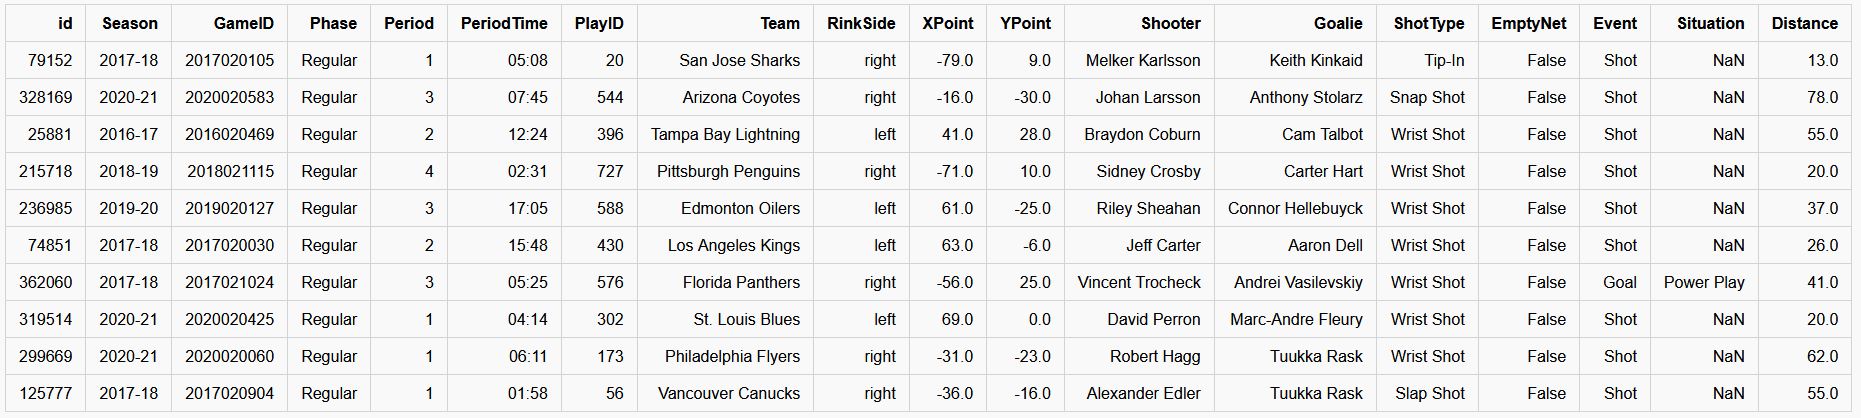 id Season GameID Phase Period PeriodTime PlayID Team RinkSide XPoint YPoint Shooter Goalie ShotType EmptyNet Event Situation Distance
79152 2017-18 2017020105 Regular 1 05:08 20 San Jose Sharks right -79.0 9.0 Melker Karlsson Keith Kinkaid Tip-In False Shot NaN 13.0
328169 2020-21 2020020583 Regular 3 07:45 544 Arizona Coyotes right -16.0 -30.0 Johan Larsson Anthony Stolarz Snap Shot False Shot NaN 78.0
25881 2016-17 2016020469 Regular 2 12:24 396 Tampa Bay Lightning left 41.0 28.0 Braydon Coburn Cam Talbot Wrist Shot False Shot NaN 55.0
215718 2018-19 2018021115 Regular 4 02:31 727 Pittsburgh Penguins right -71.0 10.0 Sidney Crosby Carter Hart Wrist Shot False Shot NaN 20.0
236985 2019-20 2019020127 Regular 3 17:05 588 Edmonton Oilers left 61.0 -25.0 Riley Sheahan Connor Hellebuyck Wrist Shot False Shot NaN 37.0
74851 2017-18 2017020030 Regular 2 15:48 430 Los Angeles Kings left 63.0 -6.0 Jeff Carter Aaron Dell Wrist Shot False Shot NaN 26.0
362060 2017-18 2017021024 Regular 3 05:25 576 Florida Panthers right -56.0 25.0 Vincent Trocheck Andrei Vasilevskiy Wrist Shot False Goal Power Play 41.0
319514 2020-21 2020020425 Regular 1 04:14 302 St. Louis Blues left 69.0 0.0 David Perron Marc-Andre Fleury Wrist Shot False Shot NaN 20.0
299669 2020-21 2020020060 Regular 1 06:11 173 Philadelphia Flyers right -31.0 -23.0 Robert Hagg Tuukka Rask Wrist Shot False Shot NaN 62.0
125777 2017-18 2017020904 Regular 1 01:58 56 Vancouver Canucks right -36.0 -16.0 Alexander Edler Tuukka Rask Slap Shot False Shot NaN 55.0